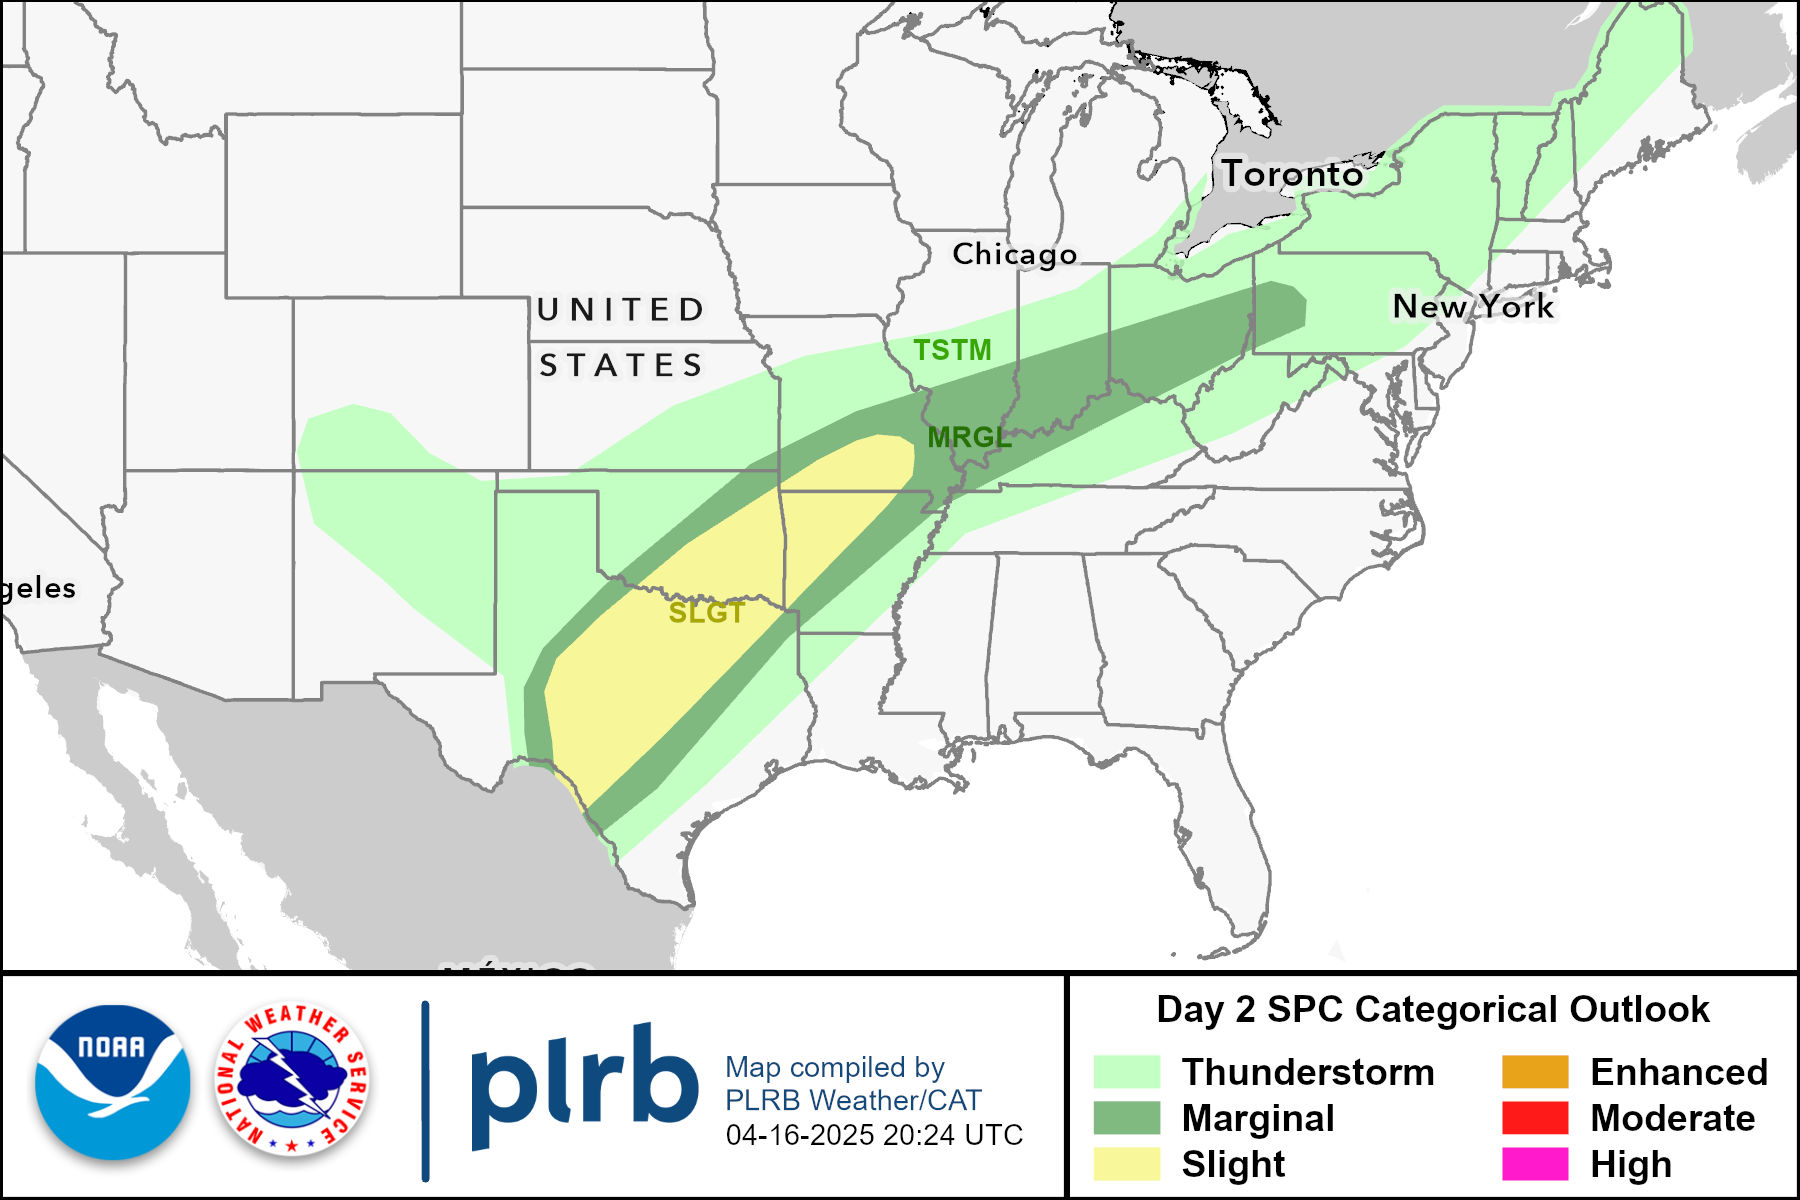 Toronto
Chicago
New York
UNITED
STATES
TSTM
MRGL
SLGT
geles
MÉXICO
NOAA
NATIONAL WEATHER SERVICE
plrb
Map compiled by
PLRB Weather/CAT
04-16-2025 20:24 UTC
Day 2 SPC Categorical Outlook
Thunderstorm
Marginal
Slight
Enhanced
Moderate
High